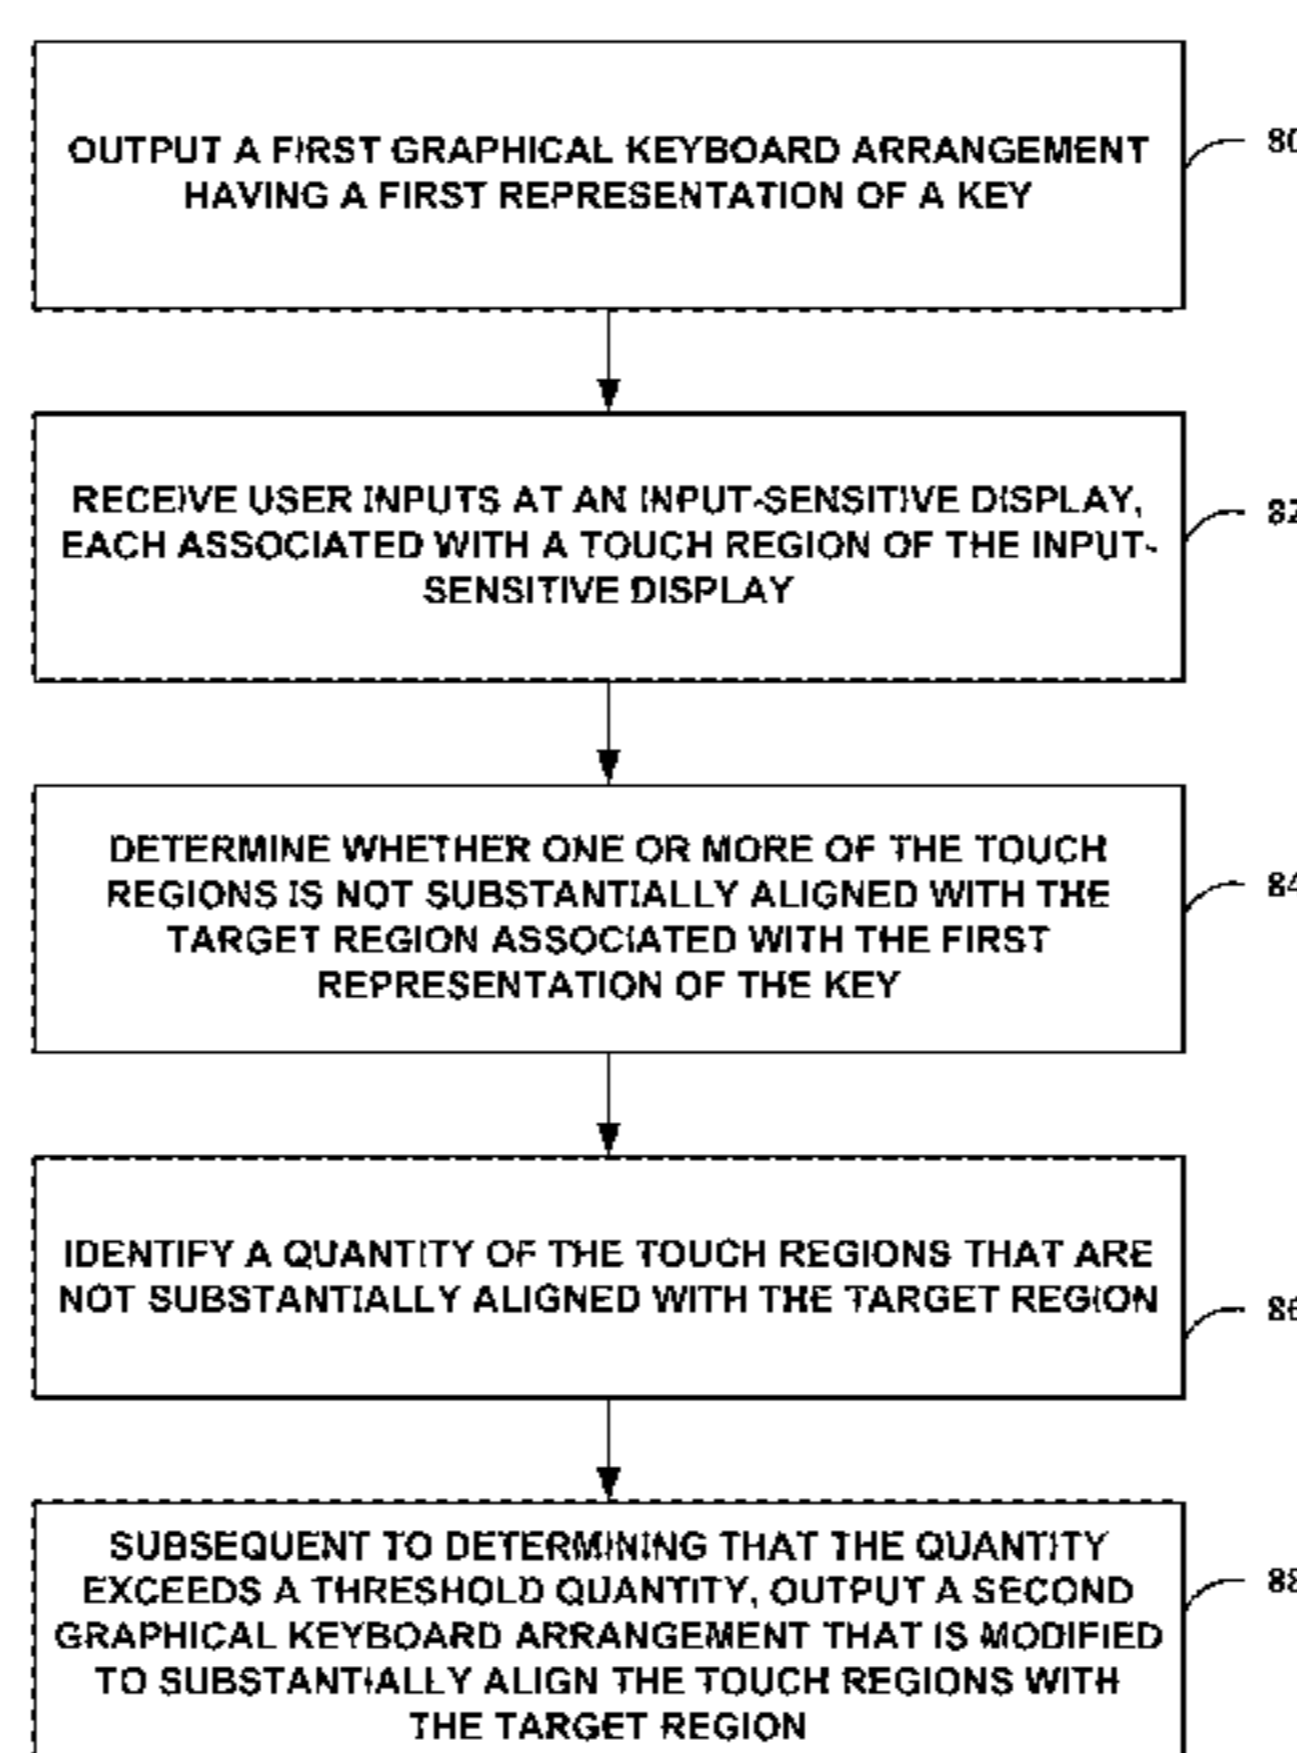 OUTPUT A FIRST GRAPHICAL KEYBOARD ARRANGEMENT
HAVING A FIRST REPRESENTATION OF A KEY
80
RECEIVE USER INPUTS AT AN INPUT-SENSITIVE DISPLAY,
EACH ASSOCIATED WITH A TOUCH REGION OF THE INPUT-
SENSITIVE DISPLAY
82
DETERMINE WHETHER ONE OR MORE OF THE TOUCH
REGIONS IS NOT SUBSTANTIALLY ALIGNED WITH THE
TARGET REGION ASSOCIATED WITH THE FIRST
REPRESENTATION OF THE KEY
84
IDENTIFY A QUANTITY OF THE TOUCH REGIONS THAT ARE
NOT SUBSTANTIALLY ALIGNED WITH THE TARGET REGION
86
SUBSEQUENT TO DETERMINING THAT THE QUANTITY
EXCEEDS A THRESHOLD QUANTITY, OUTPUT A SECOND
GRAPHICAL KEYBOARD ARRANGEMENT THAT IS MODIFIED
TO SUBSTANTIALLY ALIGN THE TOUCH REGIONS WITH
THE TARGET REGION
88